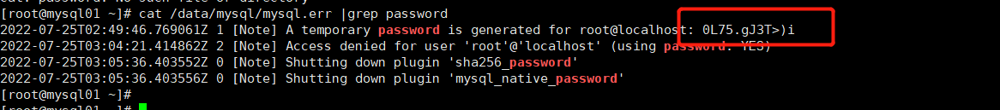 [root@mysql01 ~]# cat /data/mysql/mysql.err |grep password
2022-07-25T02:49:46.769061Z 1 [Note] A temporary password is generated for root@localhost: 0L75.gJ3T>)i
2022-07-25T03:04:21.414862Z 2 [Note] Access denied for user 'root'@'localhost' (using password: YES)
2022-07-25T03:05:36.403552Z 0 [Note] Shutting down plugin 'sha256_password'
2022-07-25T03:05:36.403556Z 0 [Note] Shutting down plugin 'mysql_native_password'
[root@mysql01 ~]#
[root@mysql01 ~]#